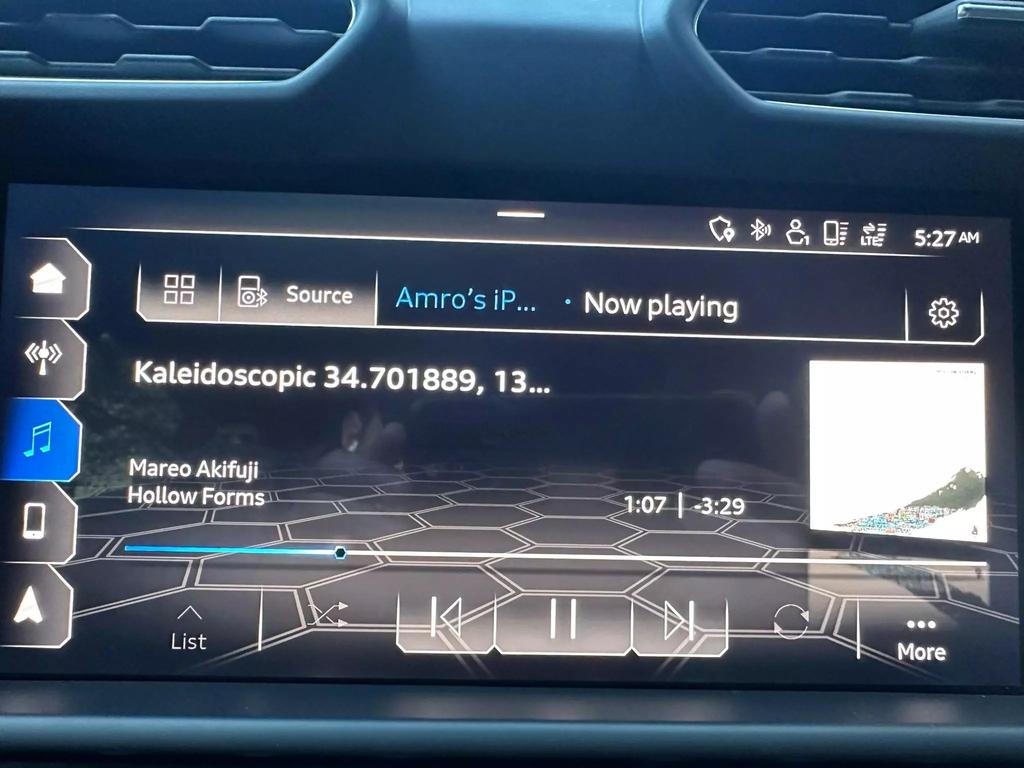 LTE 5:27 AM
Source Amro's iP... • Now playing
Kaleidoscopic 34.701889, 13...
Mareo Akifuji
Hollow Forms
1:07 | -3:29
List
More